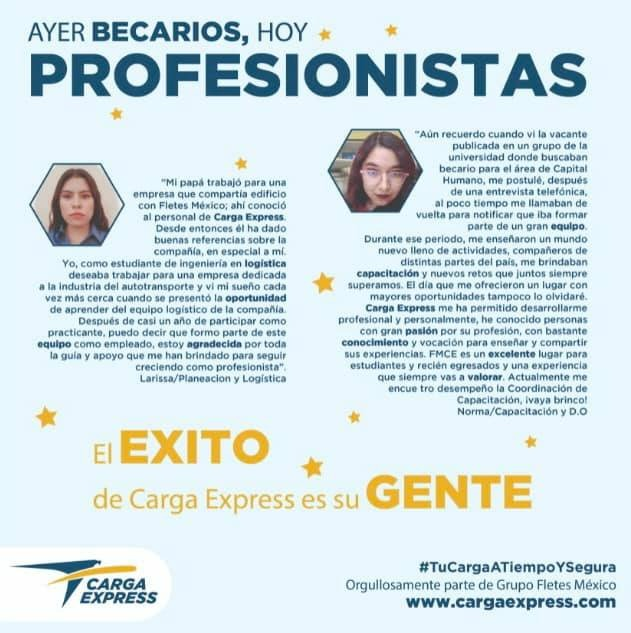 AYER BECARIOS, HOY
PROFESIONISTAS
"Mi papá trabajó para una
empresa que compartía edificio
con Fletes México; ahí conoció
al personal de Carga Express.
Desde entonces él ha dado
buenas referencias sobre la
compañía, en especial a mí.
Yo, como estudiante de ingeniería en logística
deseaba trabajar para una empresa dedicada
a la industria del autotransporte y vi mi sueño cada
vez más cerca cuando se presentó la oportunidad
de aprender del equipo logístico de la compañía.
Después de casi un año de participar como
practicante, puedo decir que formo parte de este
equipo como empleado, estoy agradecida por toda
la guía y apoyo que me han brindado para seguir
creciendo como profesionista".
Larissa/Planeacion y Logística
"Aún recuerdo cuando vi la vacante
publicada en un grupo de la
universidad donde buscaban
becario para el área de Capital
Humano, me postulé, después
de una entrevista telefónica,
al poco tiempo me llamaban de
vuelta para notificar que iba formar
parte de un gran equipo.
Durante ese periodo, me enseñaron un mundo
nuevo lleno de actividades, compañeros de
distintas partes del país, me brindaban
capacitación y nuevos retos que juntos siempre
superamos. El día que me ofrecieron un lugar con
mayores oportunidades tampoco lo olvidaré.
Carga Express me ha permitido desarrollarme
profesional y personalmente, he conocido personas
con gran pasión por su profesión, con bastante
conocimiento y vocación para enseñar y compartir
sus experiencias. FMCE es un excelente lugar para
estudiantes y recién egresados y una experiencia
que siempre vas a valorar. Actualmente me
encue tro desempeño la Coordinación de
Capacitación, ¡vaya brinco!
Norma/Capacitación y D.O
El EXITO
de Carga Express es su GENTE
CARGA
EXPRESS
#TuCargaATiempoYSegura
Orgullosamente parte de Grupo Fletes México
www.cargaexpress.com